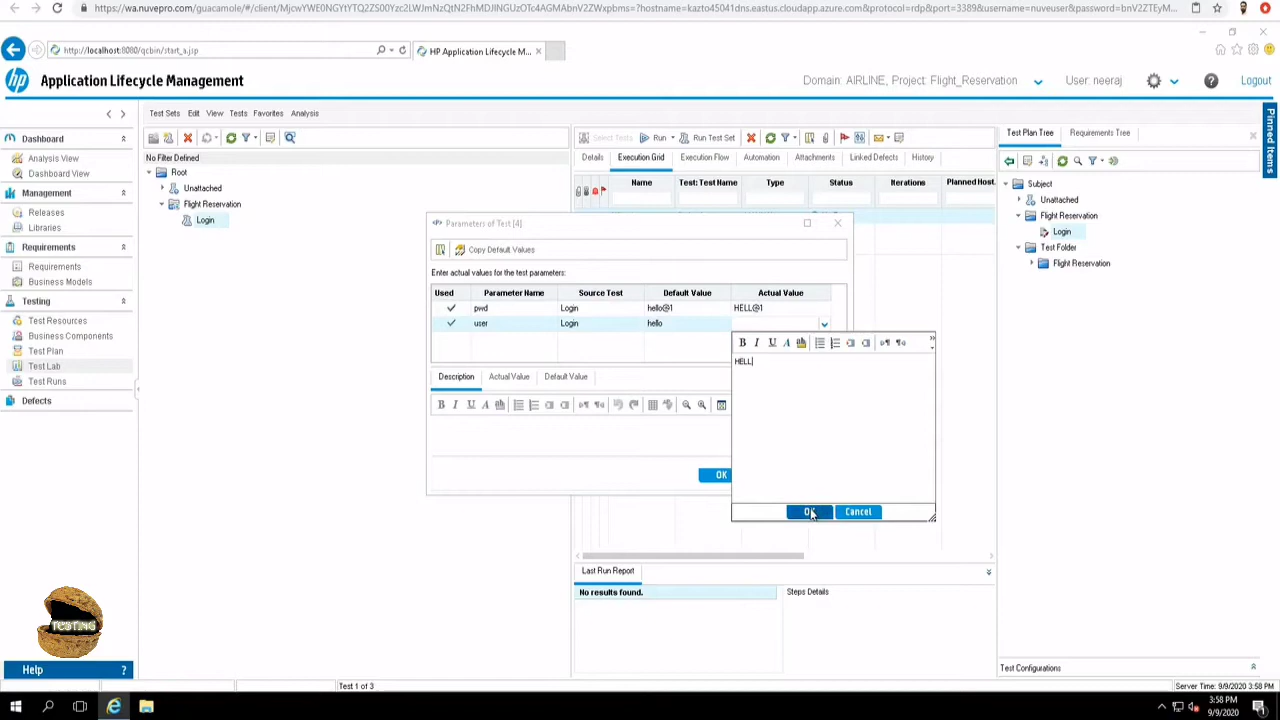 https://wa.nuvepro.com/guacamole/#/client/MjcwYWE0NGYtYTQ2ZS00Yzc2LWJmNzQtN2FhMDJlNGUzOTc4AGMAbnV2ZWxpbms=?hostname=kazto45041dns.eastus.cloudapp.azure.com&protocol=rdp&port=3389&username=nuveuser&password=bnV2ZTEyM...
http://localhost:8080/qcbin/start_a.jsp
HP Application Lifecycle M...
hp Application Lifecycle Management
Domain: AIRLINE, Project: Flight_Reservation
User: neeraj
Logout
Test Sets Edit View Tests Favorites Analysis
Pinned Items
Dashboard
Analysis View
Dashboard View
Management
Releases
Libraries
Requirements
Requirements
Business Models
Testing
Test Resources
Business Components
Test Plan
Test Lab
Test Runs
Defects
No Filter Defined
Root
Unattached
Flight Reservation
Login
Select Tests Run Run Test Set
Details Execution Grid Execution Flow Automation Attachments Linked Defects History
Name Test: Test Name Type Status Iterations Planned Host.
Test Plan Tree Requirements Tree
Subject
Unattached
Flight Reservation
Login
Test Folder
Flight Reservation
Parameters of Test [4]
Copy Default Values
Enter actual values for the test parameters:
Used Parameter Name Source Test Default Value Actual Value
pwd Login hello@1 HELL@1
user Login hello
HELL
Description Actual Value Default Value
OK
OK Cancel
Last Run Report
No results found.
Steps Details
Test Configurations
TESTING
Help ?
Test 1 of 3
Server Time: 9/9/2020 3:58 PM
3:58 PM
9/9/2020